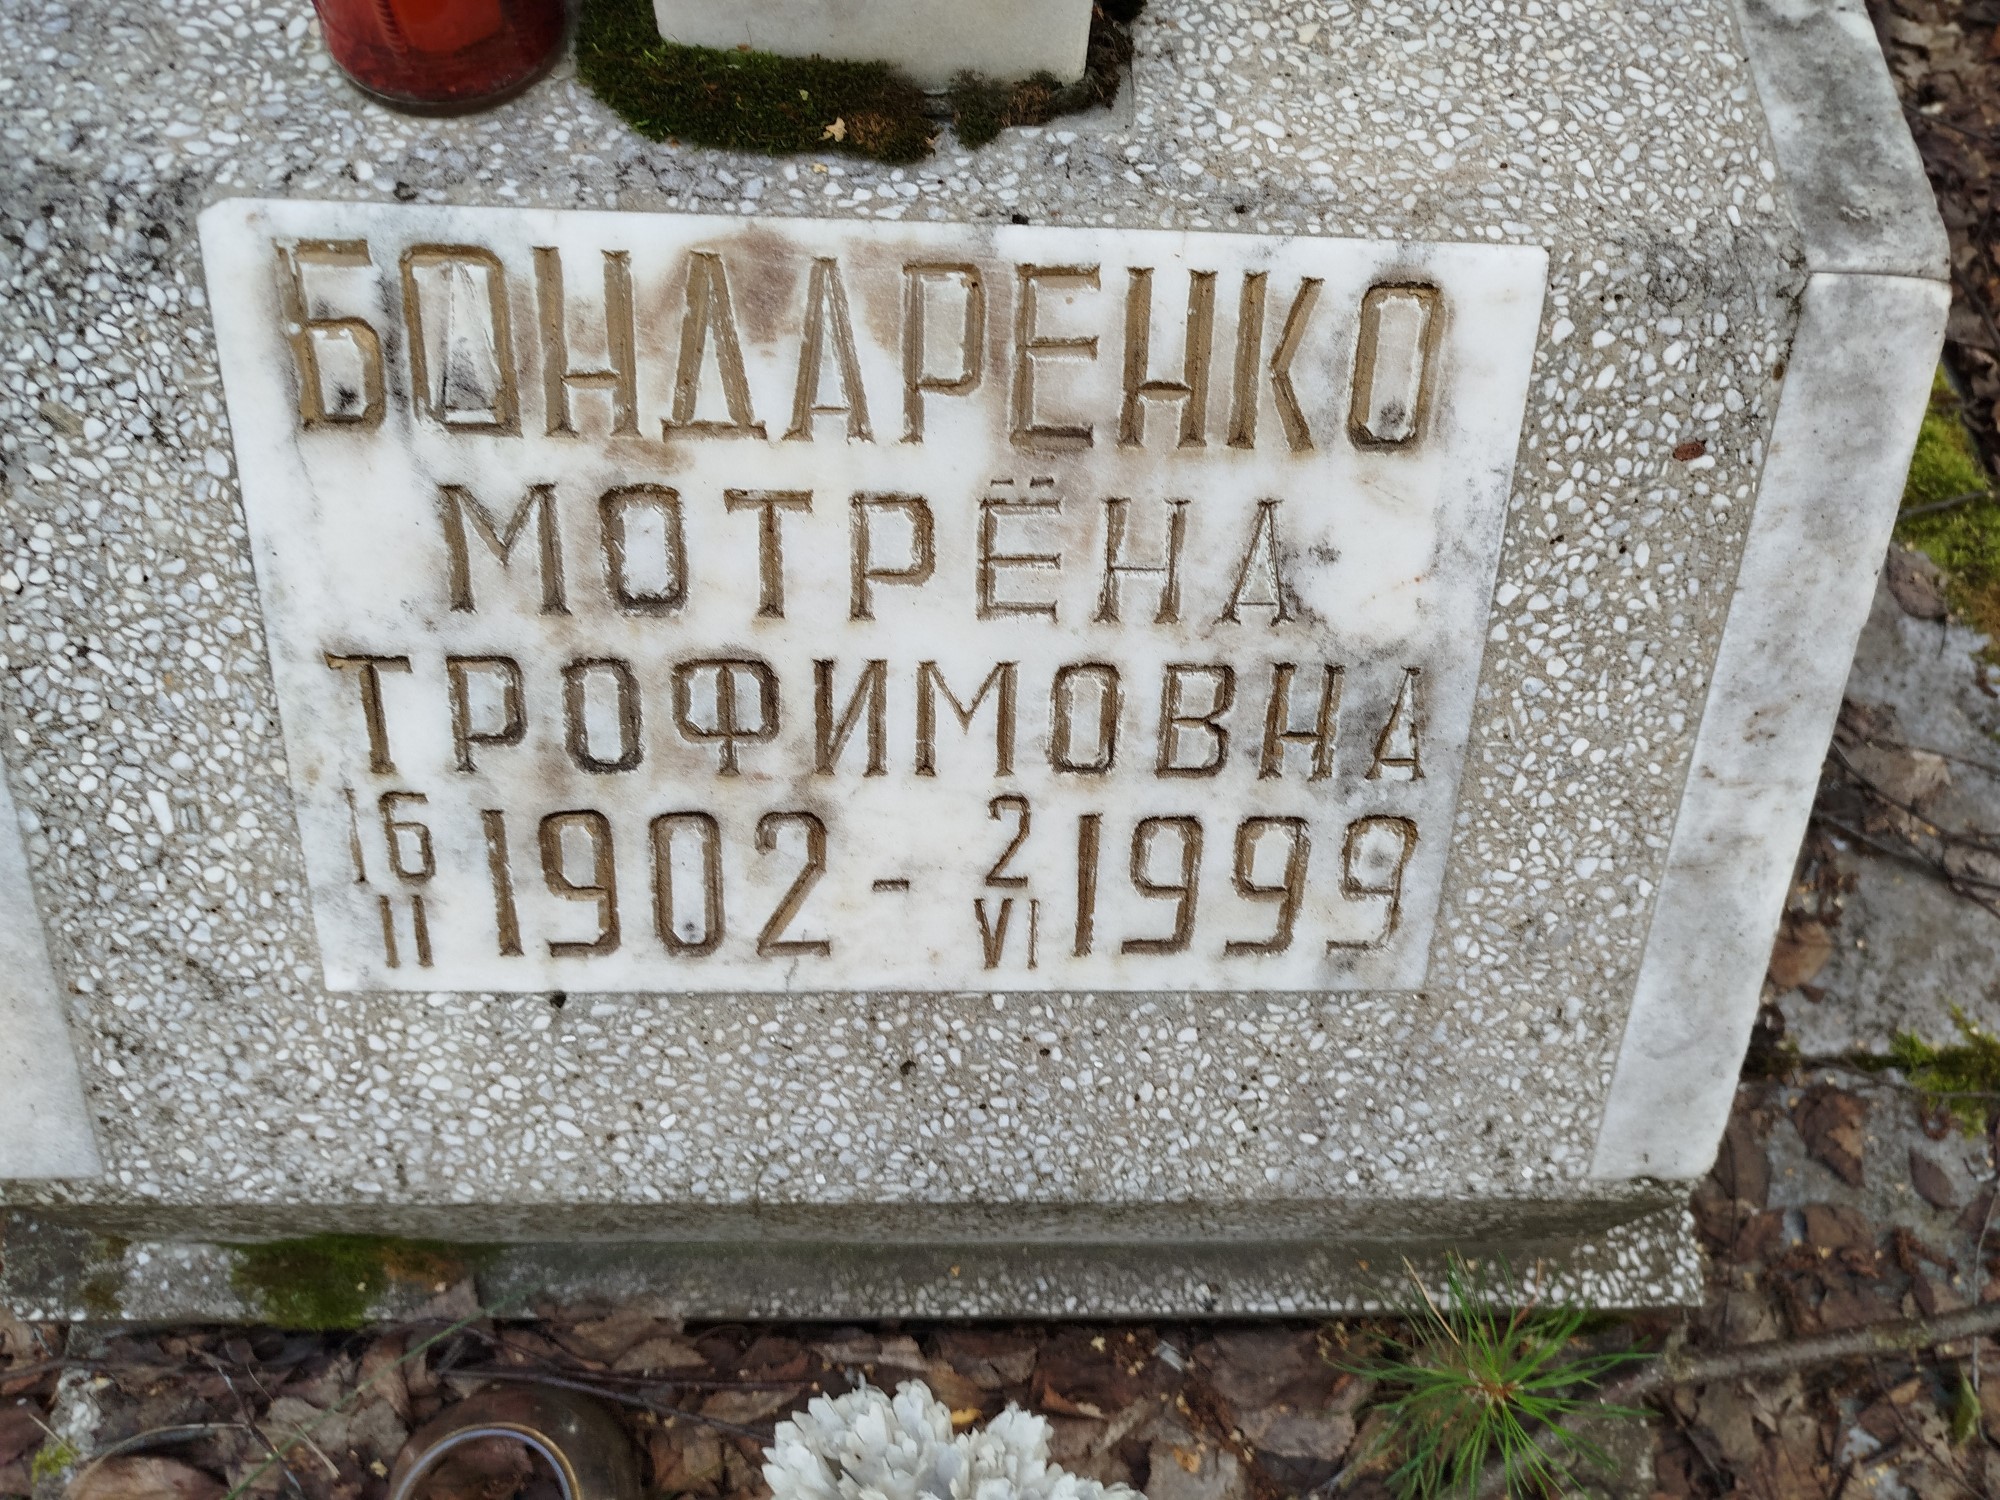 БОНДАРЕНКО
МОТРЁНА
ТРОФИМОВНА
16/II 1902 - 2/VI 1999